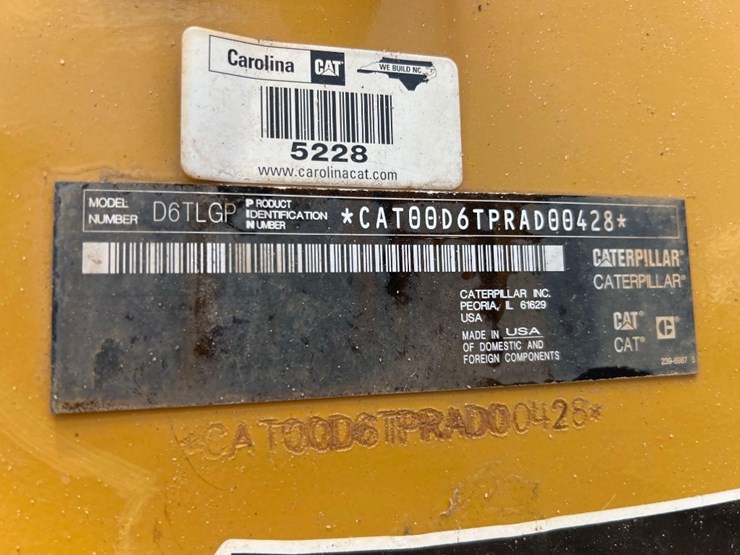 Carolina CAT WE BUILD NC
5228
www.carolinacat.com
MODEL NUMBER D6TLGP PRODUCT IDENTIFICATION NUMBER *CAT00D6TPRAD00428*
CATERPILLAR®
CATERPILLAR®
CATERPILLAR INC.
PEORIA, IL 61629
USA
MADE IN USA
OF DOMESTIC AND
FOREIGN COMPONENTS
CAT® C®
CAT®
*CAT00D6TPRAD00428*